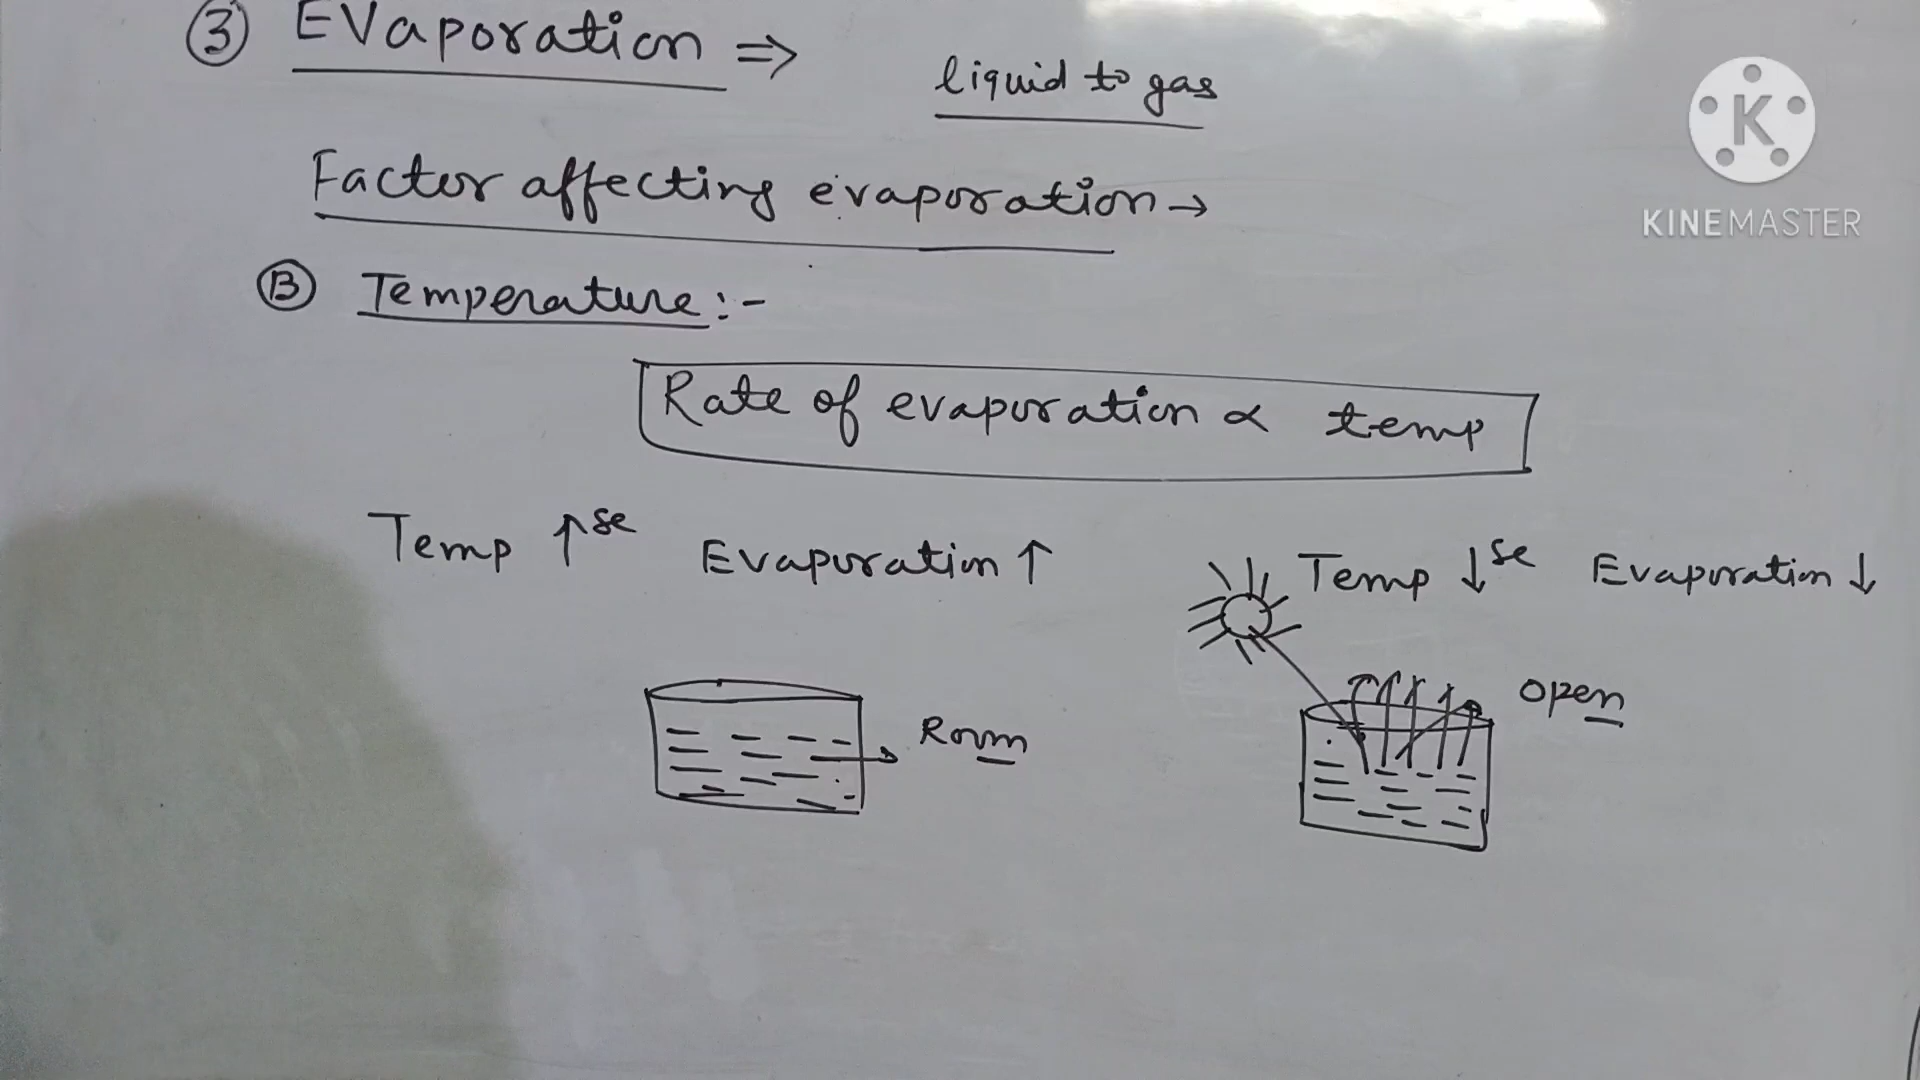 ③ Evaporation ⇒ liquid to gas
Factor affecting evaporation →
Ⓑ Temperature :-
Rate of evaporation ∝ temp
Temp ↑se Evaporation ↑ Temp ↓se Evaporation ↓
Room
Open
K
KINEMASTER